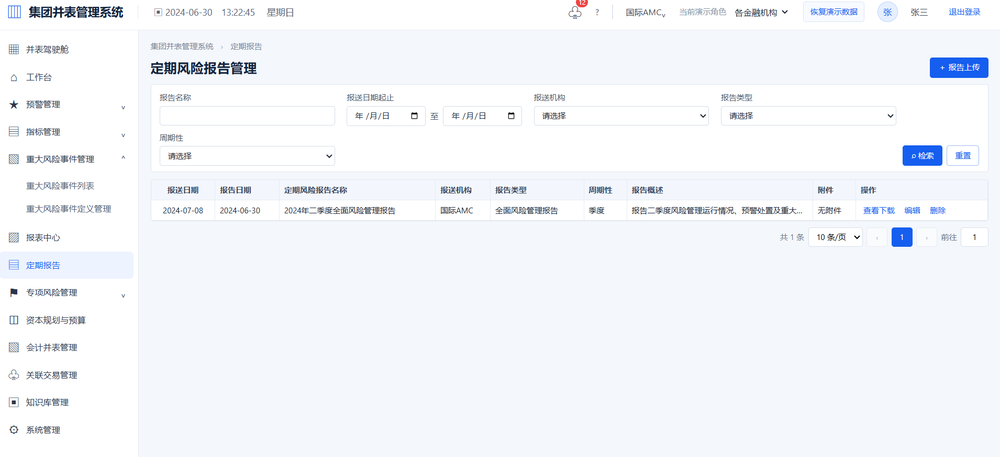 集团并表管理系统
2024-06-30 13:22:45 星期日
12
?
国际AMC
当前演示角色 各金融机构
恢复演示数据
张 张三
退出登录
并表驾驶舱
工作台
预警管理
指标管理
重大风险事件管理
重大风险事件列表
重大风险事件定义管理
报表中心
定期报告
专项风险管理
资本规划与预算
会计并表管理
关联交易管理
知识库管理
系统管理
集团并表管理系统 › 定期报告
定期风险报告管理
+ 报告上传
报告名称 报送日期起止 报送机构 报告类型
年 /月/日 至 年 /月/日 请选择 请选择
周期性
请选择
检索 重置
报送日期 报告日期 定期风险报告名称 报送机构 报告类型 周期性 报告概述 附件 操作
2024-07-08 2024-06-30 2024年二季度全面风险管理报告 国际AMC 全面风险管理报告 季度 报告二季度风险管理运行情况、预警处置及重大... 无附件 查看下载 编辑 删除
共 1 条 10 条/页 ‹ 1 › 前往 1